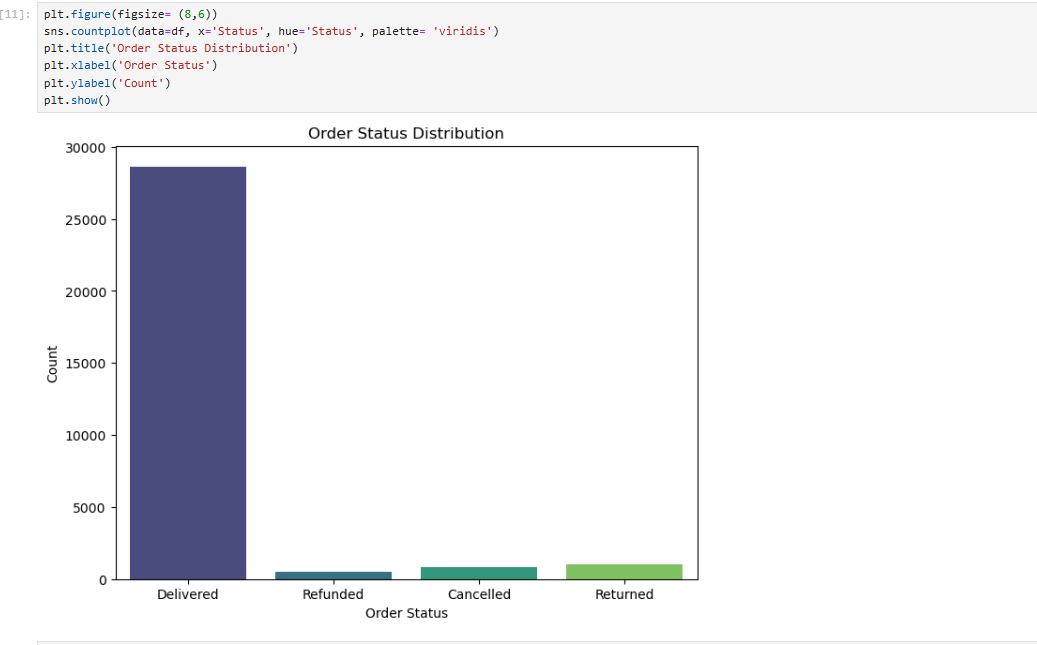 [11]:
plt.figure(figsize= (8,6))
sns.countplot(data=df, x='Status', hue='Status', palette= 'viridis')
plt.title('Order Status Distribution')
plt.xlabel('Order Status')
plt.ylabel('Count')
plt.show()
Order Status Distribution
30000
25000
20000
15000
10000
5000
0
Count
Delivered Refunded Cancelled Returned
Order Status